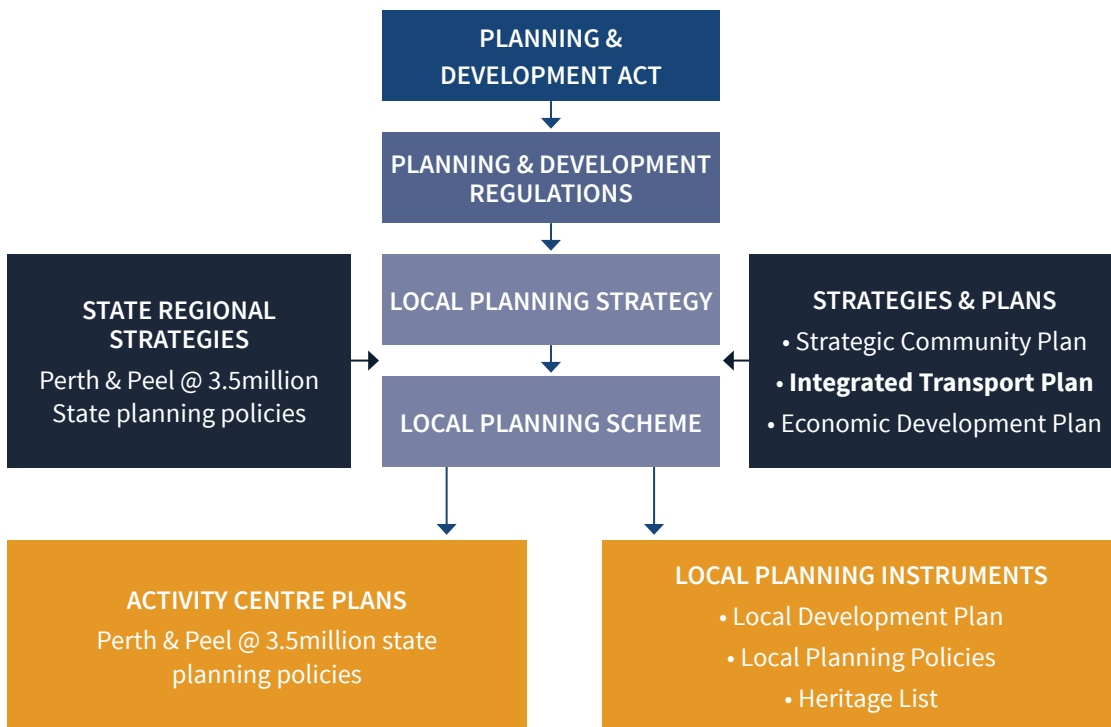 PLANNING &
DEVELOPMENT ACT
PLANNING & DEVELOPMENT
REGULATIONS
STATE REGIONAL
STRATEGIES
Perth & Peel @ 3.5million
State planning policies
LOCAL PLANNING STRATEGY
LOCAL PLANNING SCHEME
STRATEGIES & PLANS
• Strategic Community Plan
• Integrated Transport Plan
• Economic Development Plan
ACTIVITY CENTRE PLANS
Perth & Peel @ 3.5million state
planning policies
LOCAL PLANNING INSTRUMENTS
• Local Development Plan
• Local Planning Policies
• Heritage List